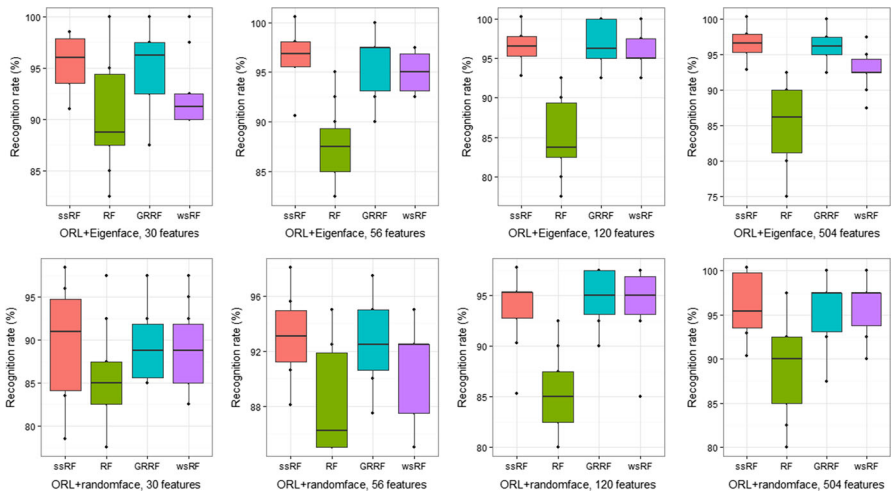 Recognition rate (%)
100
95
90
85
ssRF RF GRRF wsRF
ORL+Eigenface, 30 features
Recognition rate (%)
100
95
90
85
ssRF RF GRRF wsRF
ORL+Eigenface, 56 features
Recognition rate (%)
100
95
90
85
80
ssRF RF GRRF wsRF
ORL+Eigenface, 120 features
Recognition rate (%)
100
95
90
85
80
75
ssRF RF GRRF wsRF
ORL+Eigenface, 504 features
Recognition rate (%)
95
90
85
80
ssRF RF GRRF wsRF
ORL+randomface, 30 features
Recognition rate (%)
96
92
88
ssRF RF GRRF wsRF
ORL+randomface, 56 features
Recognition rate (%)
95
90
85
80
ssRF RF GRRF wsRF
ORL+randomface, 120 features
Recognition rate (%)
100
95
90
85
80
ssRF RF GRRF wsRF
ORL+randomface, 504 features